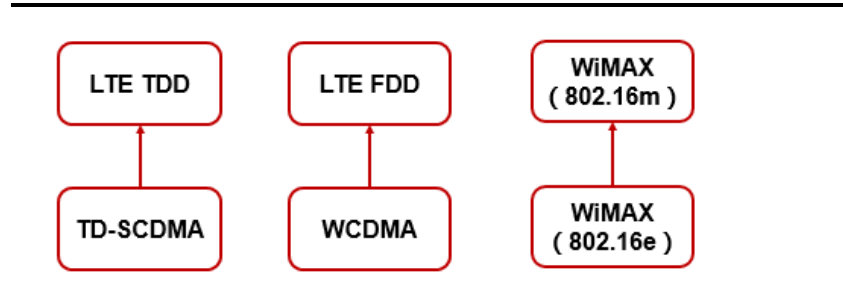 LTE TDD
LTE FDD
WiMAX
( 802.16m )
TD-SCDMA
WCDMA
WiMAX
( 802.16e )